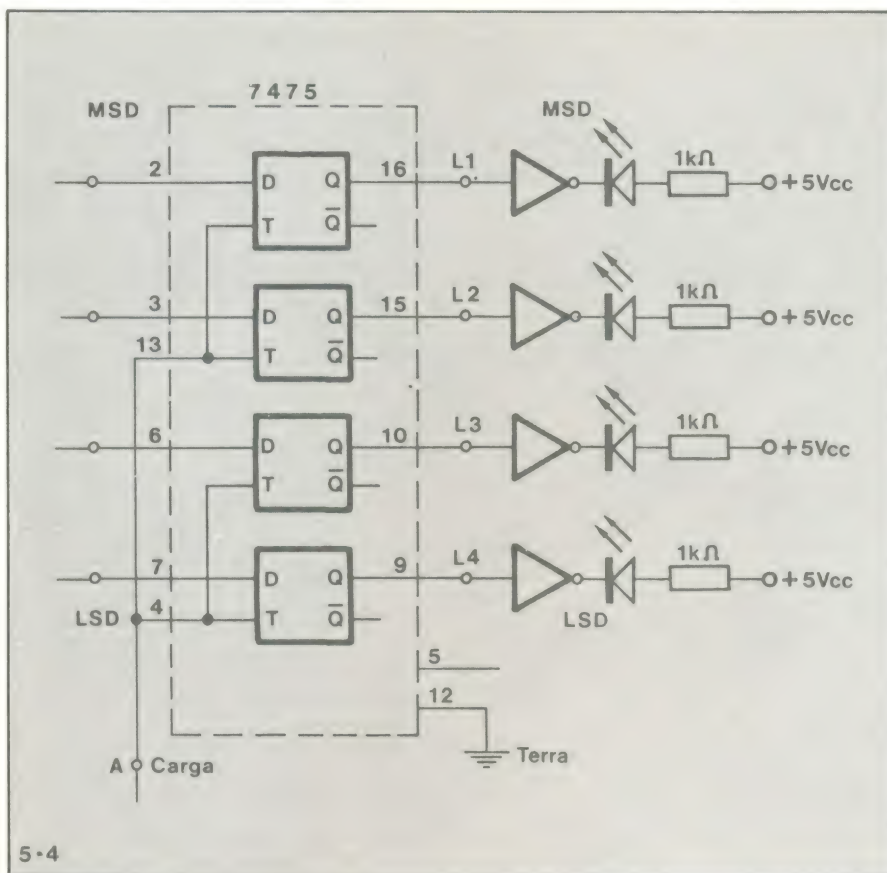 7475
MSD
MSD
2
D
Q
16
L1
1kΩ
+5Vcc
T
Q̅
3
D
Q
15
L2
1kΩ
+5Vcc
13
T
Q̅
6
D
Q
10
L3
1kΩ
+5Vcc
T
Q̅
7
D
Q
9
L4
1kΩ
+5Vcc
LSD
4
T
Q̅
LSD
5
12
A
Carga
Terra
5·4